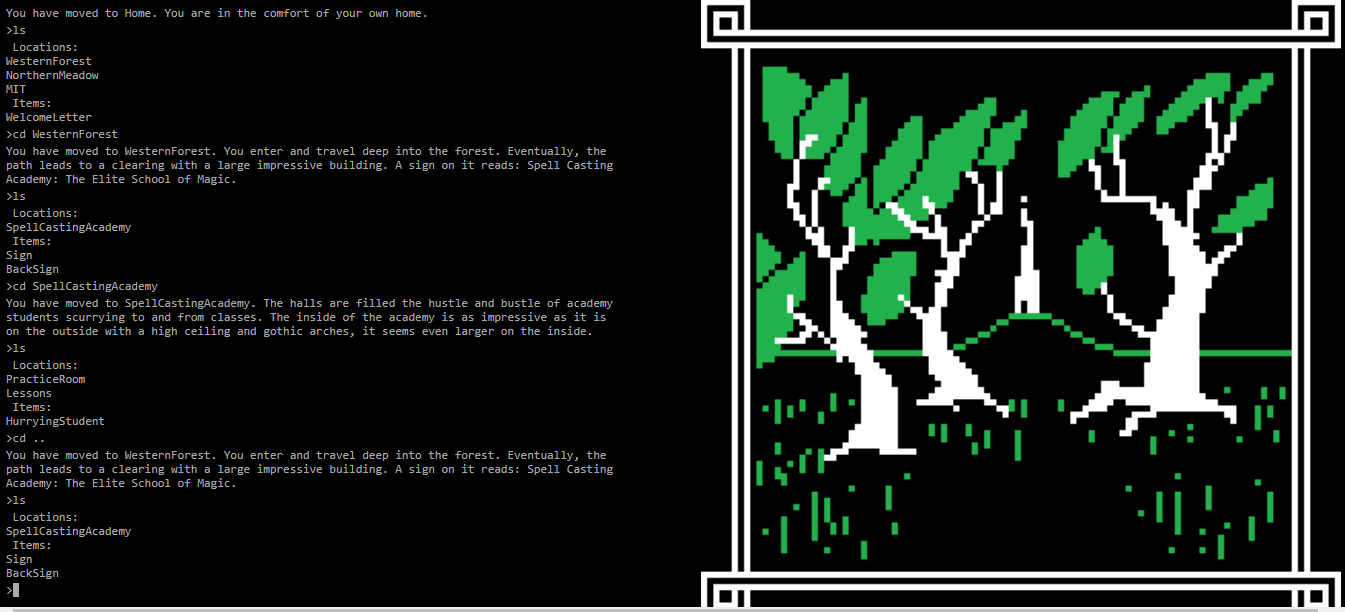 You have moved to Home. You are in the comfort of your own home.
>ls
Locations:
WesternForest
NorthernMeadow
MIT
Items:
WelcomeLetter
>cd WesternForest
You have moved to WesternForest. You enter and travel deep into the forest. Eventually, the
path leads to a clearing with a large impressive building. A sign on it reads: Spell Casting
Academy: The Elite School of Magic.
>ls
Locations:
SpellCastingAcademy
Items:
Sign
BackSign
>cd SpellCastingAcademy
You have moved to SpellCastingAcademy. The halls are filled the hustle and bustle of academy
students scurrying to and from classes. The inside of the academy is as impressive as it is
on the outside with a high ceiling and gothic arches, it seems even larger on the inside.
>ls
Locations:
PracticeRoom
Lessons
Items:
HurryingStudent
>cd ..
You have moved to WesternForest. You enter and travel deep into the forest. Eventually, the
path leads to a clearing with a large impressive building. A sign on it reads: Spell Casting
Academy: The Elite School of Magic.
>ls
Locations:
SpellCastingAcademy
Items:
Sign
BackSign
>